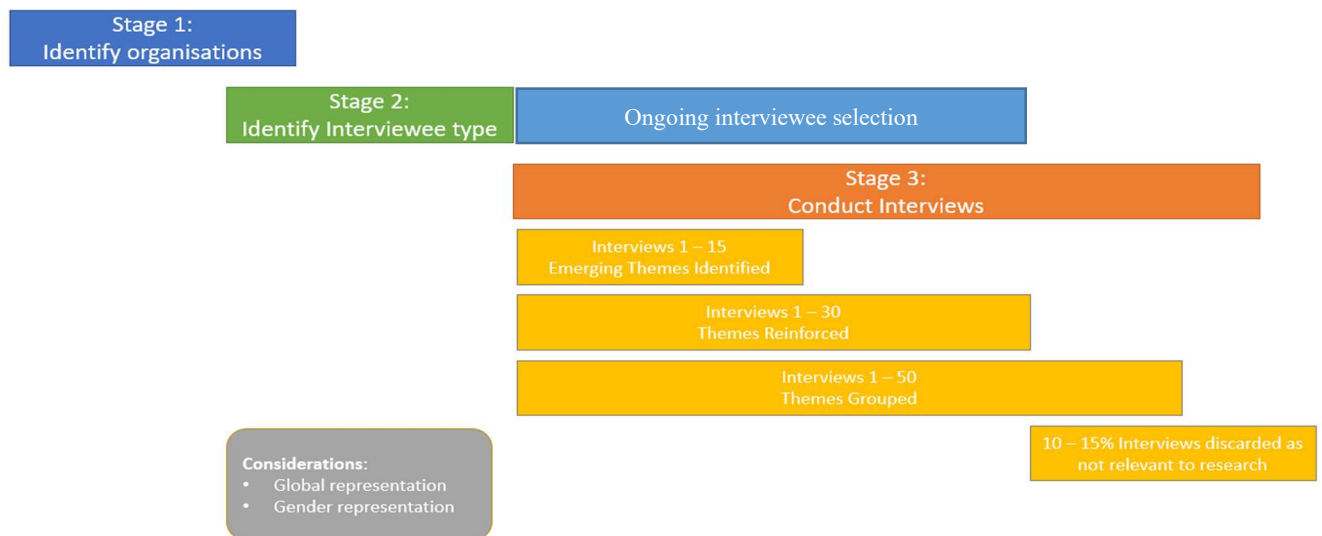 Stage 1:
Identify organisations
Stage 2:
Identify Interviewee type
Ongoing interviewee selection
Stage 3:
Conduct Interviews
Interviews 1 – 15
Emerging Themes Identified
Interviews 1 – 30
Themes Reinforced
Interviews 1 – 50
Themes Grouped
10 – 15% Interviews discarded as
not relevant to research
Considerations:
• Global representation
• Gender representation